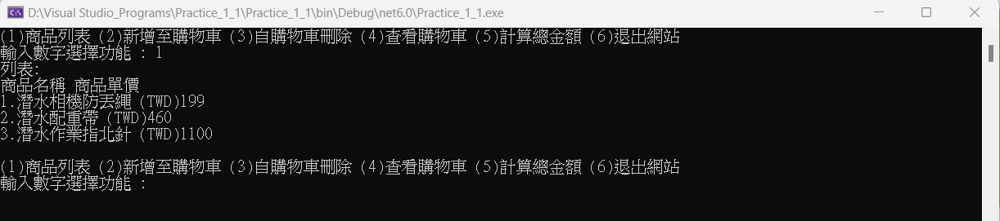 D:\Visual Studio_Programs\Practice_1_1\Practice_1_1\bin\Debug\net6.0\Practice_1_1.exe
(1)商品列表 (2)新增至購物車 (3)自購物車刪除 (4)查看購物車 (5)計算總金額 (6)退出網站
輸入數字選擇功能 : 1
列表:
商品名稱 商品單價
1.潛水相機防丟繩 (TWD)199
2.潛水配重帶 (TWD)460
3.潛水作業指北針 (TWD)1100
(1)商品列表 (2)新增至購物車 (3)自購物車刪除 (4)查看購物車 (5)計算總金額 (6)退出網站
輸入數字選擇功能 :